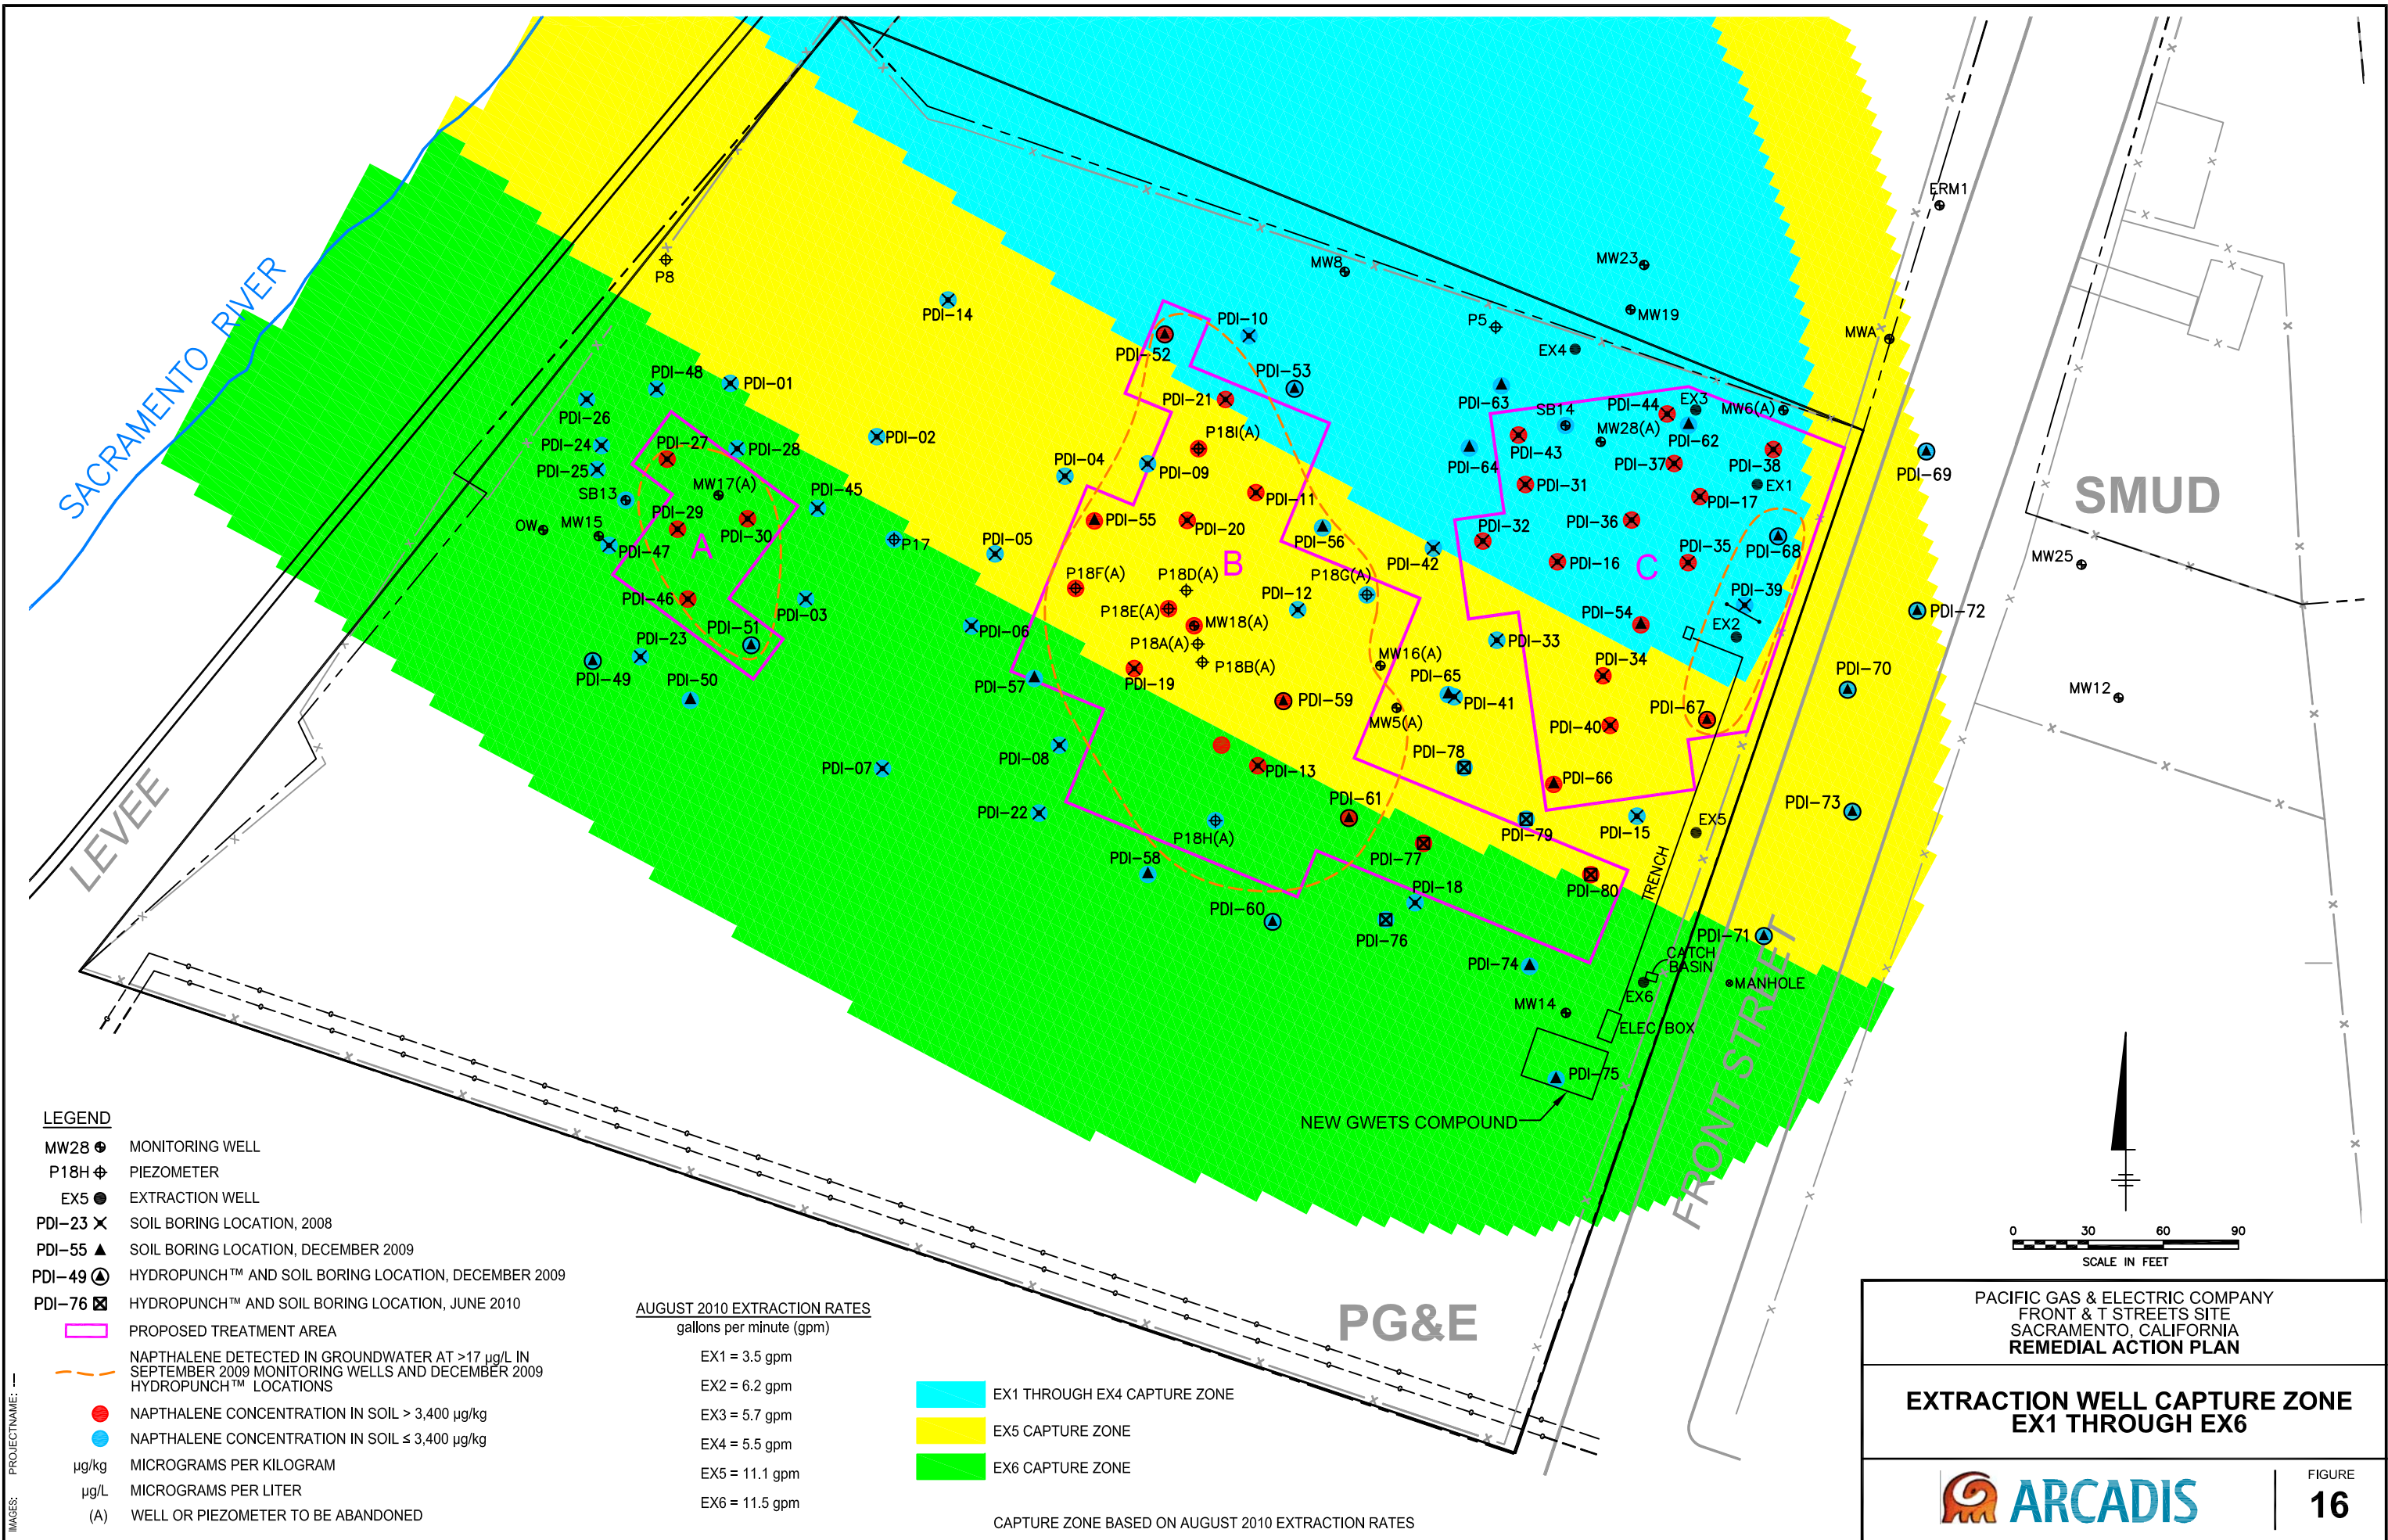 ERM1
MW8
MW23
P8
MW19
P5
PDI-14
PDI-10
MWA
EX4
PDI-52
PDI-53
PDI-48
PDI-01
PDI-63
PDI-26
PDI-21
SB14
PDI-44
EX3
MW6(A)
SACRAMENTO RIVER
PDI-24
PDI-27
PDI-28
PDI-02
P18I(A)
PDI-43
MW28(A)
PDI-62
PDI-25
PDI-04
PDI-09
PDI-64
PDI-37
PDI-38
PDI-69
SB13
MW17(A)
PDI-45
PDI-11
PDI-31
EX1
PDI-17
SMUD
OW
MW15
PDI-29
PDI-30
PDI-55
PDI-20
PDI-56
PDI-32
PDI-36
PDI-47
A
P17
PDI-05
PDI-42
PDI-16
PDI-35
PDI-68
B
C
MW25
P18F(A)
P18D(A)
P18G(A)
PDI-46
PDI-03
P18E(A)
PDI-12
PDI-54
PDI-39
PDI-72
PDI-51
PDI-06
MW18(A)
EX2
PDI-23
P18A(A)
PDI-33
P18B(A)
MW16(A)
PDI-34
PDI-49
PDI-50
PDI-57
PDI-19
PDI-65
PDI-70
PDI-59
PDI-41
MW12
MW5(A)
PDI-40
PDI-67
PDI-08
PDI-78
PDI-07
PDI-13
PDI-66
LEVEE
PDI-22
PDI-61
PDI-73
P18H(A)
PDI-79
PDI-15
EX5
PDI-58
PDI-77
TRENCH
PDI-18
PDI-80
PDI-60
PDI-76
PDI-71
PDI-74
CATCH
BASIN
EX6
MANHOLE
MW14
ELEC BOX
PDI-75
NEW GWETS COMPOUND
FRONT STREET
PG&E
LEGEND
MW28 MONITORING WELL
P18H PIEZOMETER
EX5 EXTRACTION WELL
PDI-23 SOIL BORING LOCATION, 2008
PDI-55 SOIL BORING LOCATION, DECEMBER 2009
PDI-49 HYDROPUNCH™ AND SOIL BORING LOCATION, DECEMBER 2009
PDI-76 HYDROPUNCH™ AND SOIL BORING LOCATION, JUNE 2010
PROPOSED TREATMENT AREA
NAPTHALENE DETECTED IN GROUNDWATER AT >17 µg/L IN
SEPTEMBER 2009 MONITORING WELLS AND DECEMBER 2009
HYDROPUNCH™ LOCATIONS
NAPTHALENE CONCENTRATION IN SOIL > 3,400 µg/kg
NAPTHALENE CONCENTRATION IN SOIL ≤ 3,400 µg/kg
µg/kg MICROGRAMS PER KILOGRAM
µg/L MICROGRAMS PER LITER
(A) WELL OR PIEZOMETER TO BE ABANDONED
IMAGES: PROJECTNAME: ---
AUGUST 2010 EXTRACTION RATES
gallons per minute (gpm)
EX1 = 3.5 gpm
EX2 = 6.2 gpm
EX3 = 5.7 gpm
EX4 = 5.5 gpm
EX5 = 11.1 gpm
EX6 = 11.5 gpm
EX1 THROUGH EX4 CAPTURE ZONE
EX5 CAPTURE ZONE
EX6 CAPTURE ZONE
CAPTURE ZONE BASED ON AUGUST 2010 EXTRACTION RATES
0 30 60 90
SCALE IN FEET
PACIFIC GAS & ELECTRIC COMPANY
FRONT & T STREETS SITE
SACRAMENTO, CALIFORNIA
REMEDIAL ACTION PLAN
EXTRACTION WELL CAPTURE ZONE
EX1 THROUGH EX6
ARCADIS
FIGURE
16